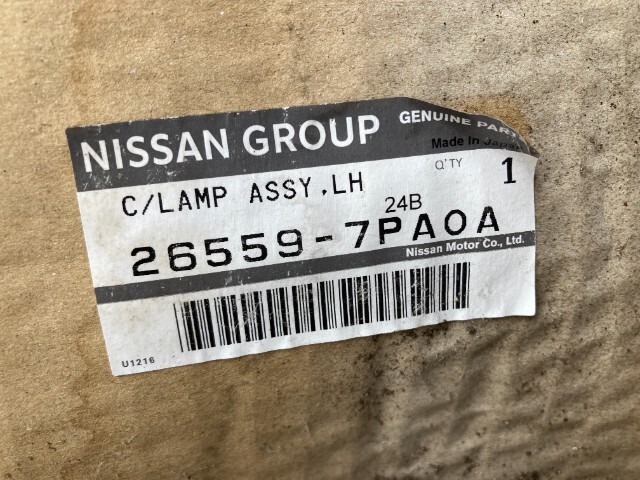 NISSAN GROUP GENUINE PART
Made in Japan
C/LAMP ASSY,LH Q'TY 1
24B
26559-7PA0A
Nissan Motor Co., Ltd.
U1216